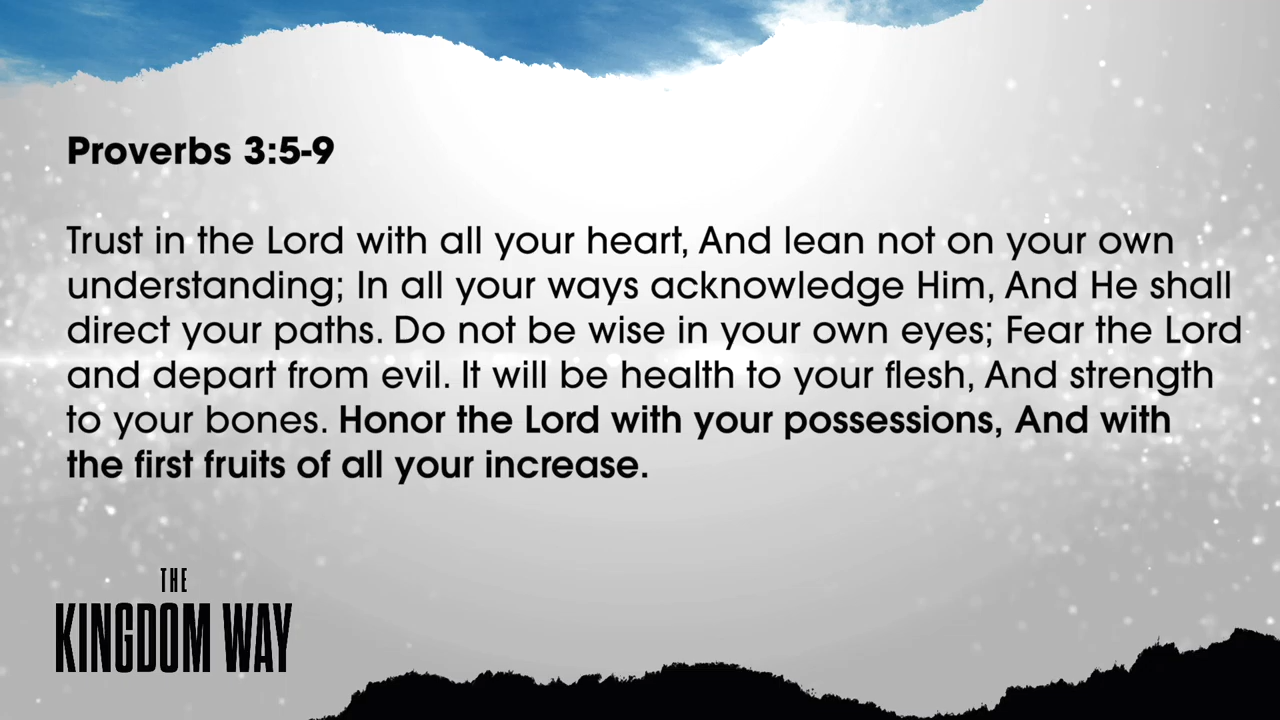 Proverbs 3:5-9
Trust in the Lord with all your heart, And lean not on your own
understanding; In all your ways acknowledge Him, And He shall
direct your paths. Do not be wise in your own eyes; Fear the Lord
and depart from evil. It will be health to your flesh, And strength
to your bones. Honor the Lord with your possessions, And with
the first fruits of all your increase.
THE
KINGDOM WAY